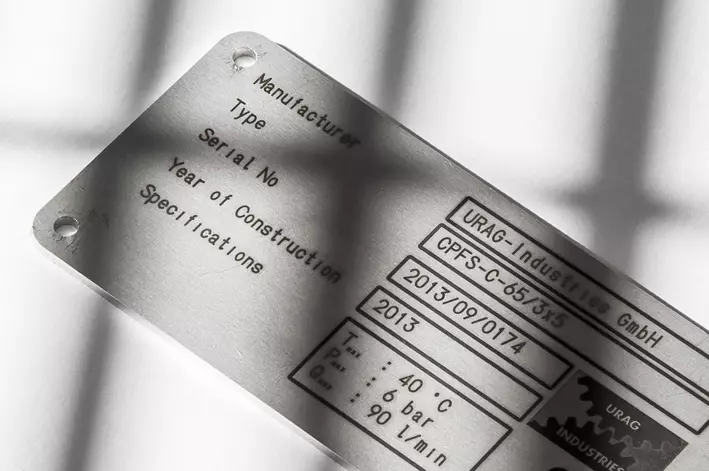 Manufacturer URAG-Industries GmbH
Type CPFS-C-65/3x5
Serial No 2013/09/0174
Year of Construction 2013
Specifications
Tmax : 40 °C
Pmax : 6 bar
Qmax : 90 l/min
URAG
INDUSTRIES